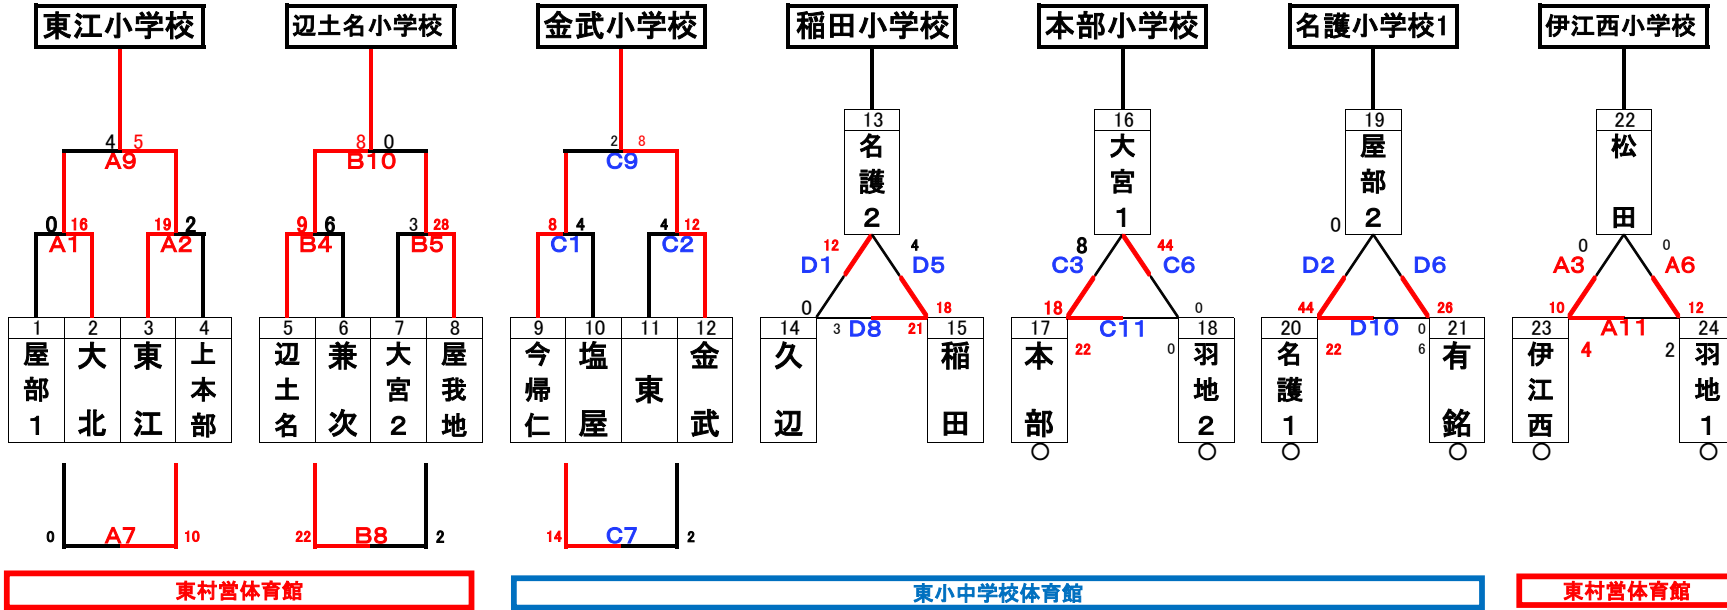 東江小学校 辺土名小学校 金武小学校 稲田小学校 本部小学校 名護小学校1 伊江西小学校
13 16 19 22
名護2 大宮1 屋部2 松田
4 5 8 0 2 8
A9 B10 C9
0 16 19 2 9 6 3 28 8 4 4 12
A1 A2 B4 B5 C1 C2
12 4 8 44 0 0 0
D1 D5 C3 C6 D2 D6 A3 A6
0 18 18 0 44 26 10 12
3 D8 21 C11 D10 0 A11
22 0 22 6 4 2
1 2 3 4 5 6 7 8 9 10 11 12 14 15 17 18 20 21 23 24
屋部1 大北 東江 上本部 辺土名 兼次 大宮2 屋我地 今帰仁 塩屋 東 金武 久辺 稲田 本部 羽地2 名護1 有銘 伊江西 羽地1
○ ○ ○ ○ ○ ○
0 A7 10 22 B8 2 14 C7 2
東村営体育館 東小中学校体育館 東村営体育館